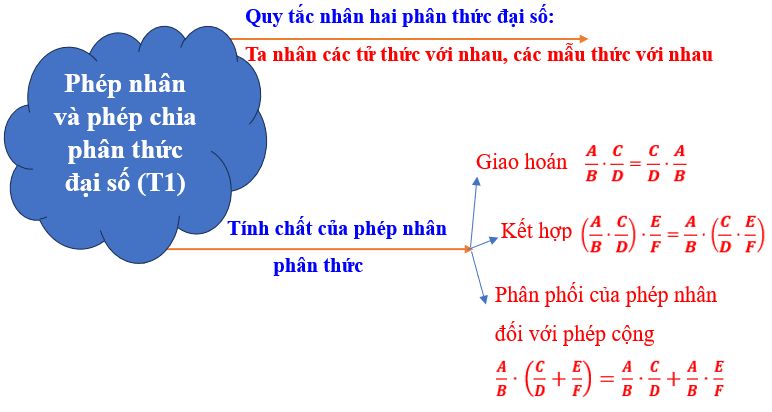 Quy tắc nhân hai phân thức đại số:
Ta nhân các tử thức với nhau, các mẫu thức với nhau
Phép nhân
và phép chia
phân thức
đại số (T1)
Tính chất của phép nhân
phân thức
Giao hoán A/B · C/D = C/D · A/B
Kết hợp (A/B · C/D) · E/F = A/B · (C/D · E/F)
Phân phối của phép nhân
đối với phép cộng
A/B · (C/D + E/F) = A/B · C/D + A/B · E/F